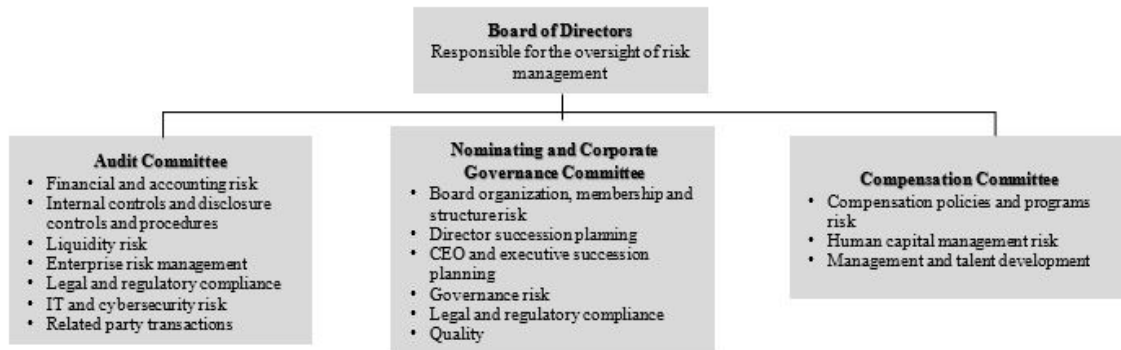 Board of Directors
Responsible for the oversight of risk
management
Audit Committee
• Financial and accounting risk
• Internal controls and disclosure
controls and procedures
• Liquidity risk
• Enterprise risk management
• Legal and regulatory compliance
• IT and cybersecurity risk
• Related party transactions
Nominating and Corporate
Governance Committee
• Board organization, membership and
structure risk
• Director succession planning
• CEO and executive succession
planning
• Governance risk
• Legal and regulatory compliance
• Quality
Compensation Committee
• Compensation policies and programs
risk
• Human capital management risk
• Management and talent development